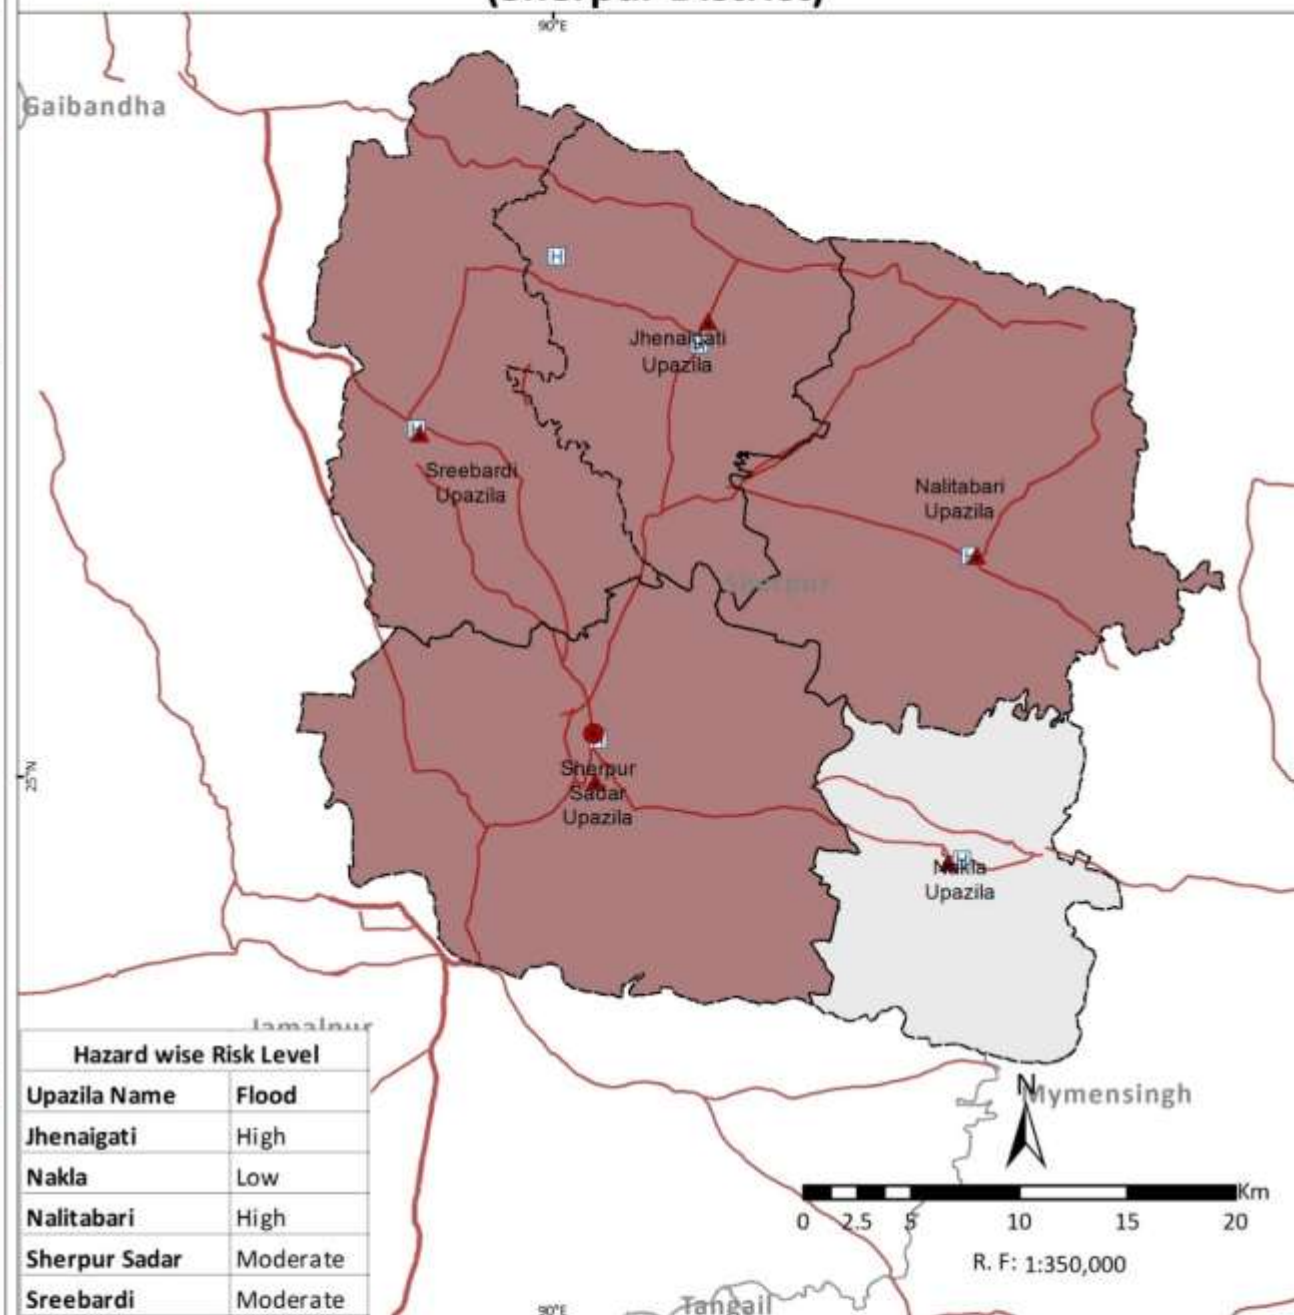 90°E
Gaibandha
Jhenaigati
Upazila
Sreebardi
Upazila
Nalitabari
Upazila
Sherpur
25°N
Sherpur
Sadar
Upazila
Nakla
Upazila
Jamalpur
Hazard wise Risk Level
Upazila Name Flood
Jhenaigati High
Nakla Low
Nalitabari High
Sherpur Sadar Moderate
Sreebardi Moderate
N
Mymensingh
Km
0 2.5 5 10 15 20
R. F: 1:350,000
90°E
Tangail